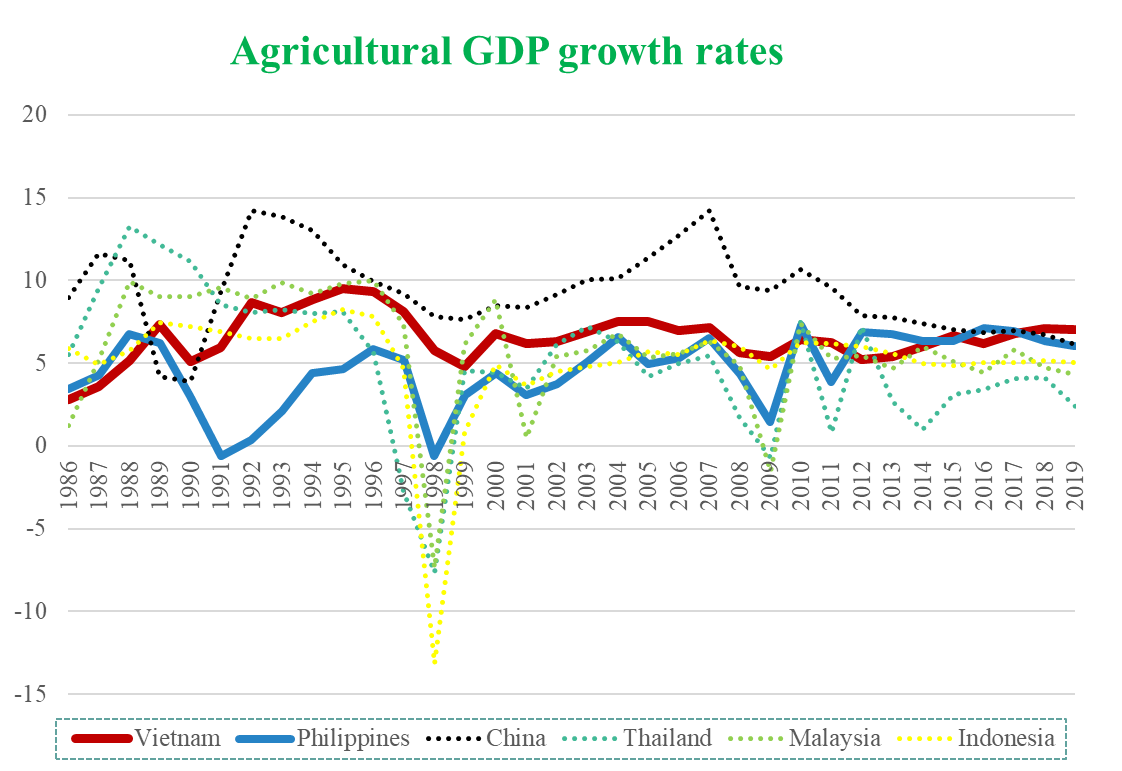 Agricultural GDP growth rates
20
15
10
5
0
-5
-10
-15
1986 1987 1988 1989 1990 1991 1992 1993 1994 1995 1996 1997 1998 1999 2000 2001 2002 2003 2004 2005 2006 2007 2008 2009 2010 2011 2012 2013 2014 2015 2016 2017 2018 2019
Vietnam Philippines China Thailand Malaysia Indonesia